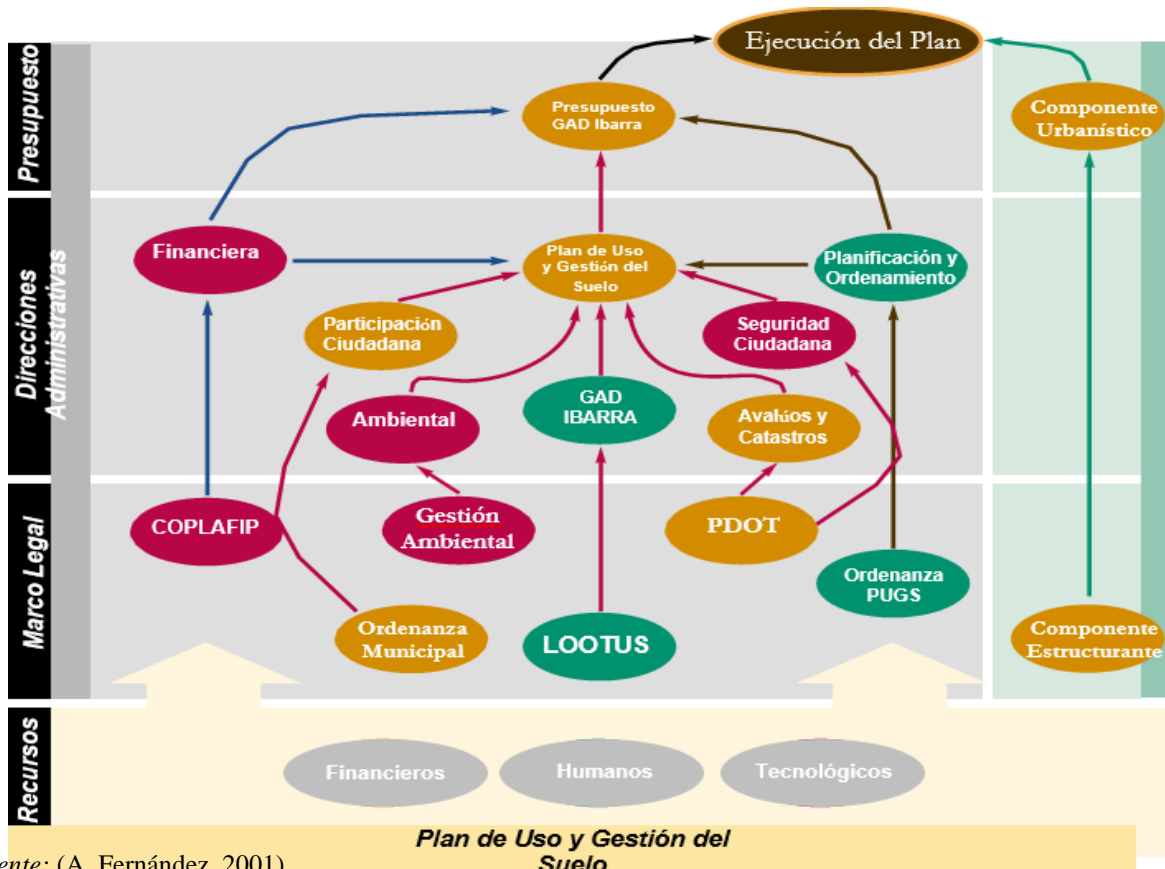 Ejecución del Plan
Presupuesto
Presupuesto
GAD Ibarra
Componente
Urbanístico
Direcciones
Administrativas
Financiera
Plan de Uso
y Gestión del
Suelo
Planificación y
Ordenamiento
Participación
Ciudadana
Seguridad
Ciudadana
Ambiental
GAD
IBARRA
Avalúos y
Catastros
Marco Legal
COPLAFIP
Gestión
Ambiental
PDOT
Ordenanza
PUGS
Ordenanza
Municipal
LOOTUS
Componente
Estructurante
Recursos
Financieros
Humanos
Tecnológicos
Plan de Uso y Gestión del
Suelo
ente: (A. Fernández, 2001)